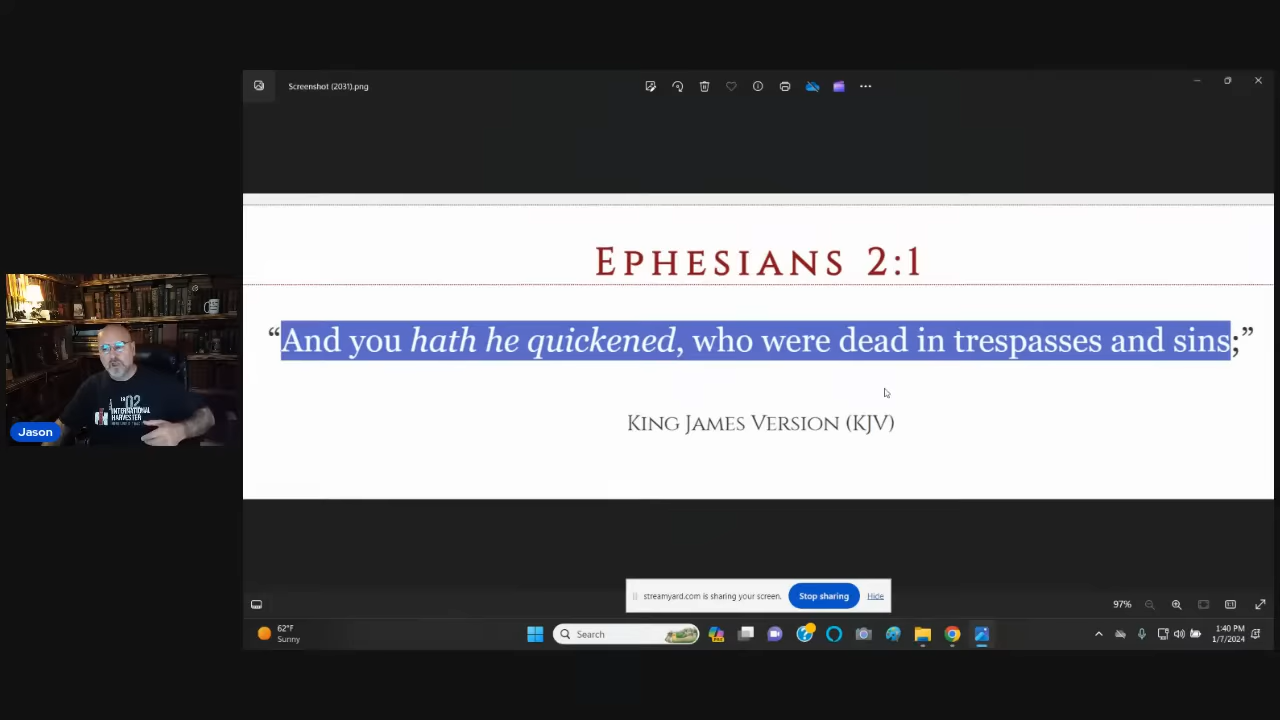 Screenshot (2031).png
EPHESIANS 2:1
“And you hath he quickened, who were dead in trespasses and sins;”
KING JAMES VERSION (KJV)
Jason
INTERNATIONAL
HARVESTER
streamyard.com is sharing your screen.
Stop sharing
Hide
97%
62°F
Sunny
Search
1:40 PM
1/7/2024